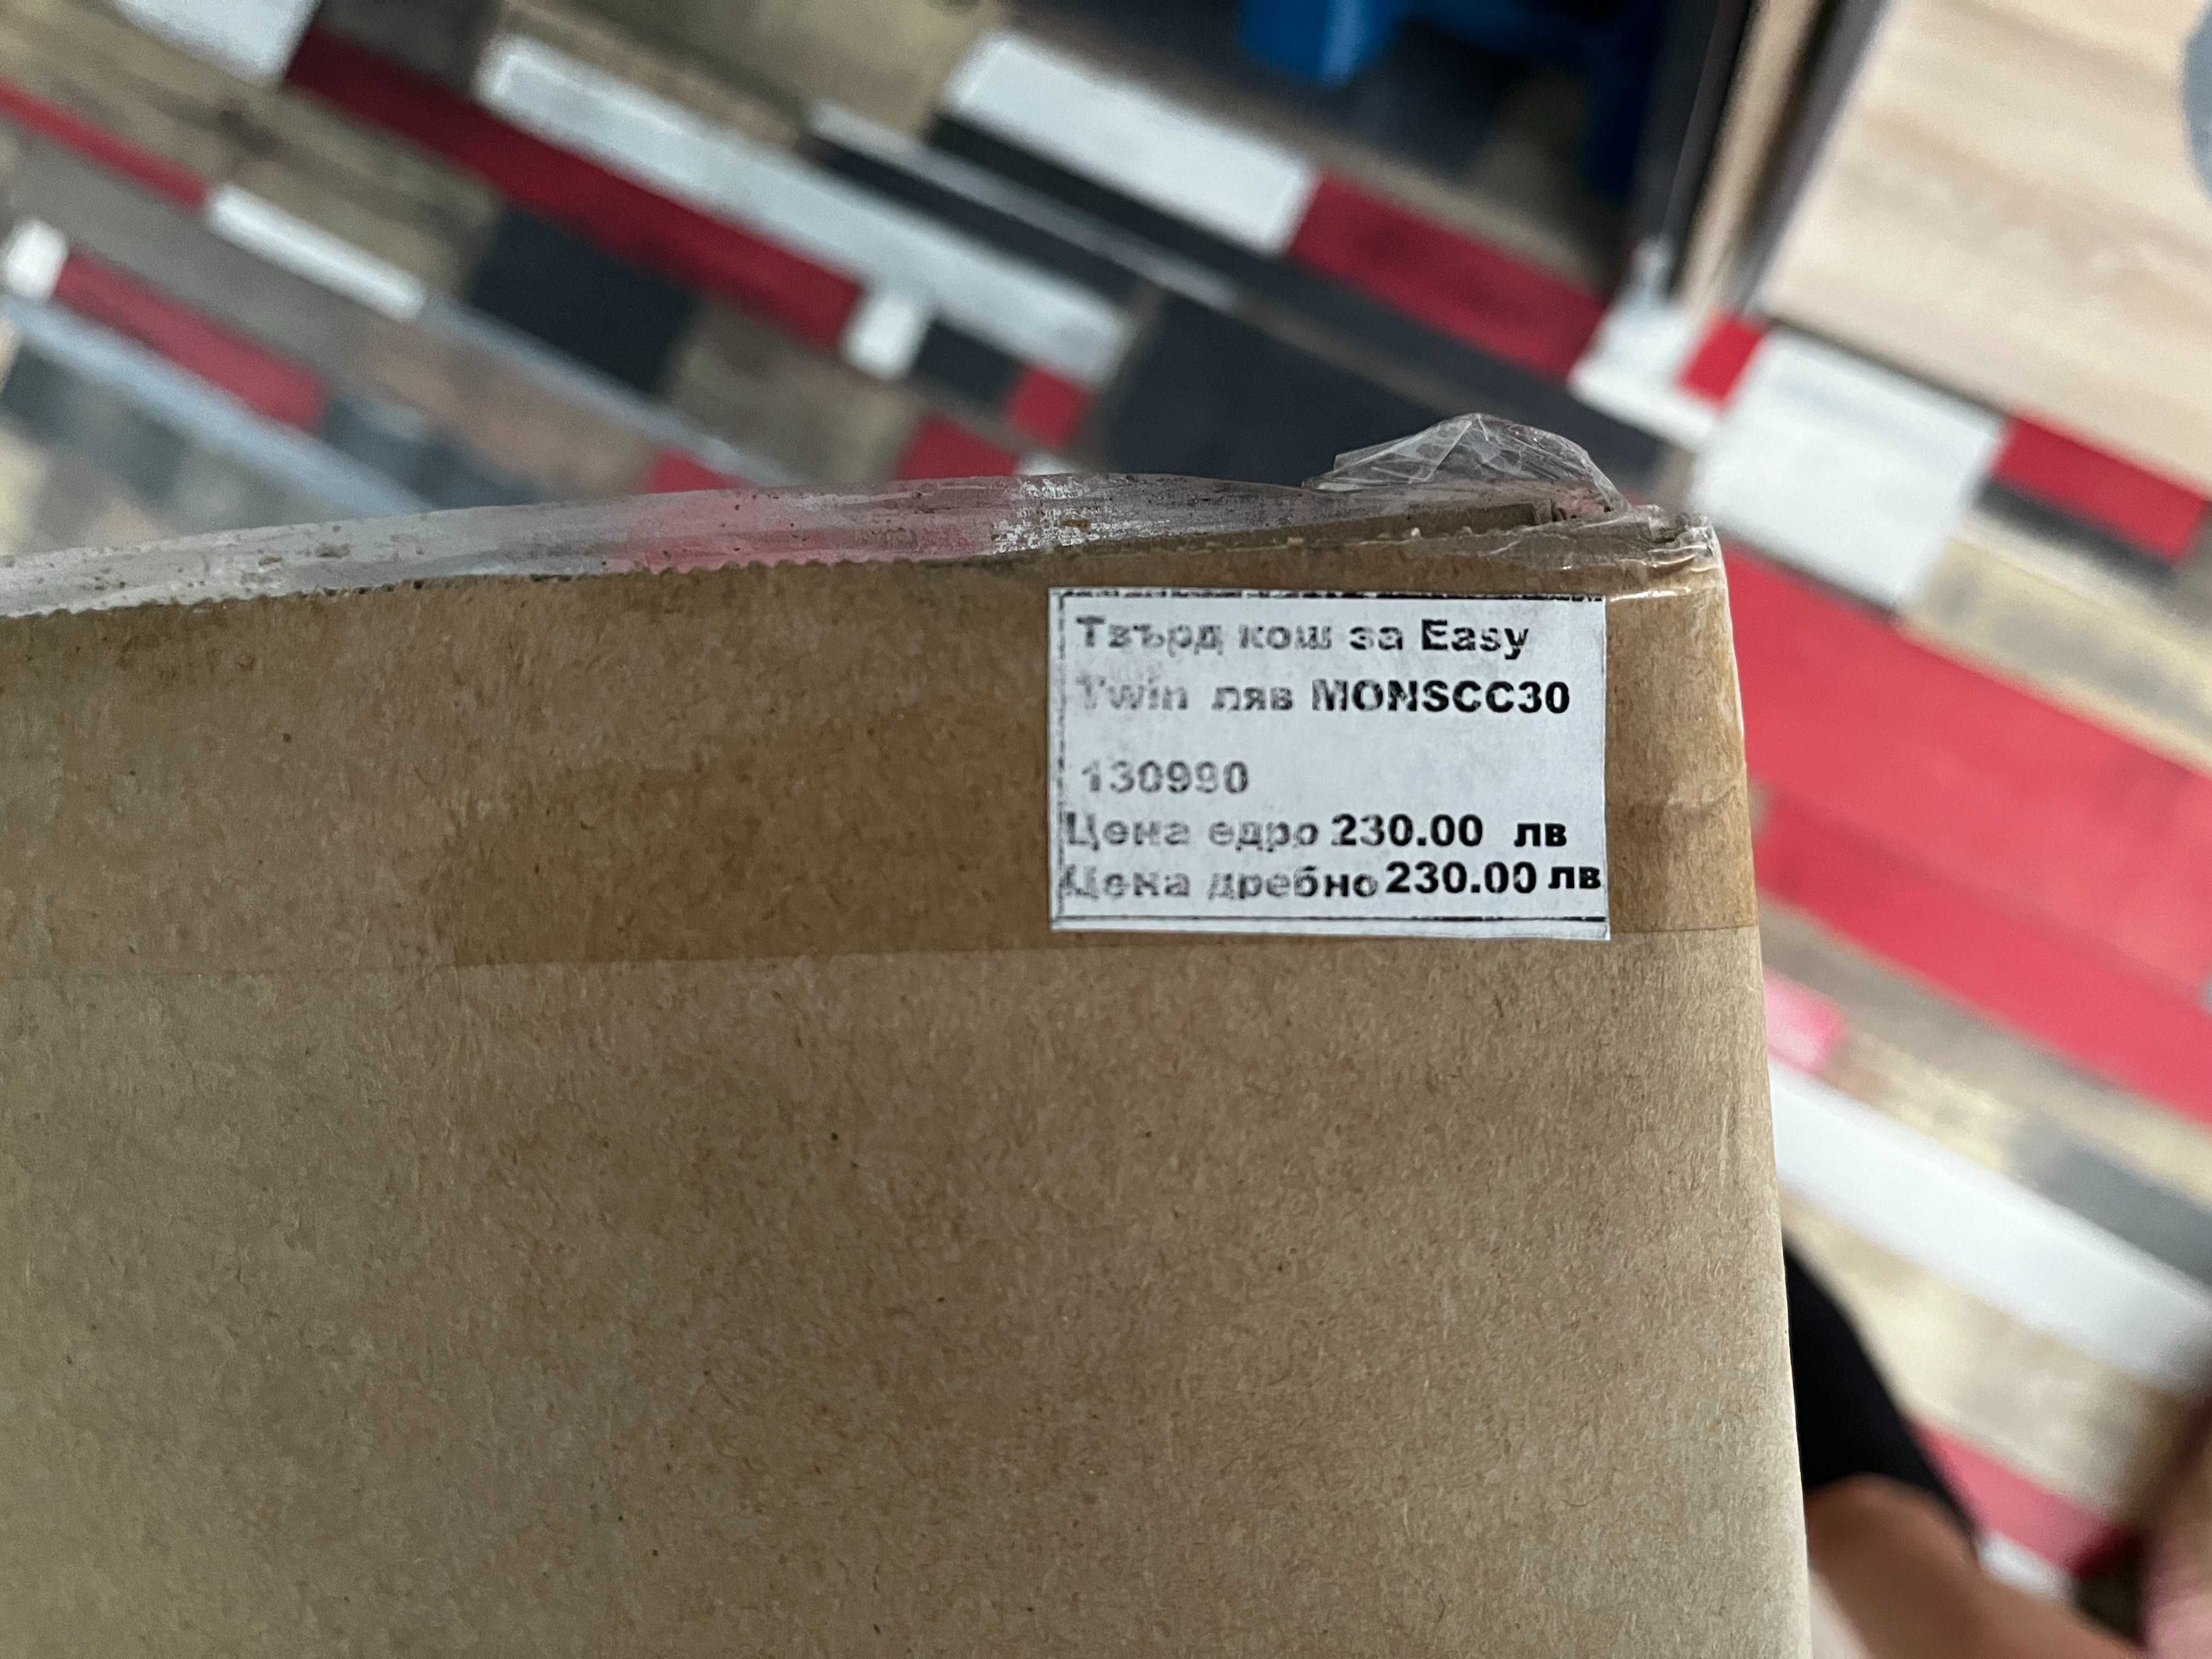 Твърд кош за Easy
Twin ляв MONSCC30
130990
Цена едро 230.00 лв
Цена дребно 230.00 лв